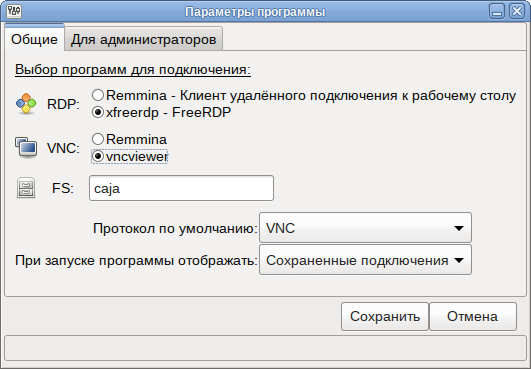 Параметры программы
Общие
Для администраторов
Выбор программ для подключения:
RDP:
Remmina - Клиент удалённого подключения к рабочему столу
xfreerdp - FreeRDP
VNC:
Remmina
vncviewer
FS: caja
Протокол по умолчанию: VNC
При запуске программы отображать: Сохраненные подключения
Сохранить
Отмена